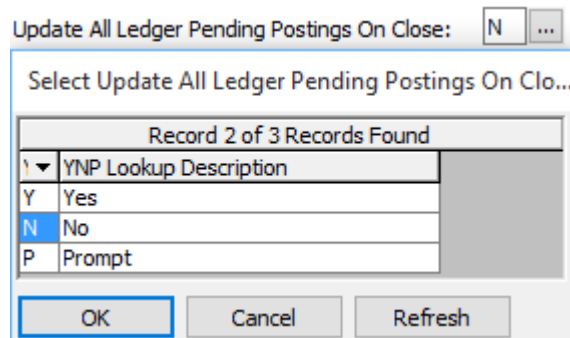 Update All Ledger Pending Postings On Close: N ...
Select Update All Ledger Pending Postings On Clo...
Record 2 of 3 Records Found
YNP Lookup Description
Y Yes
N No
P Prompt
OK Cancel Refresh